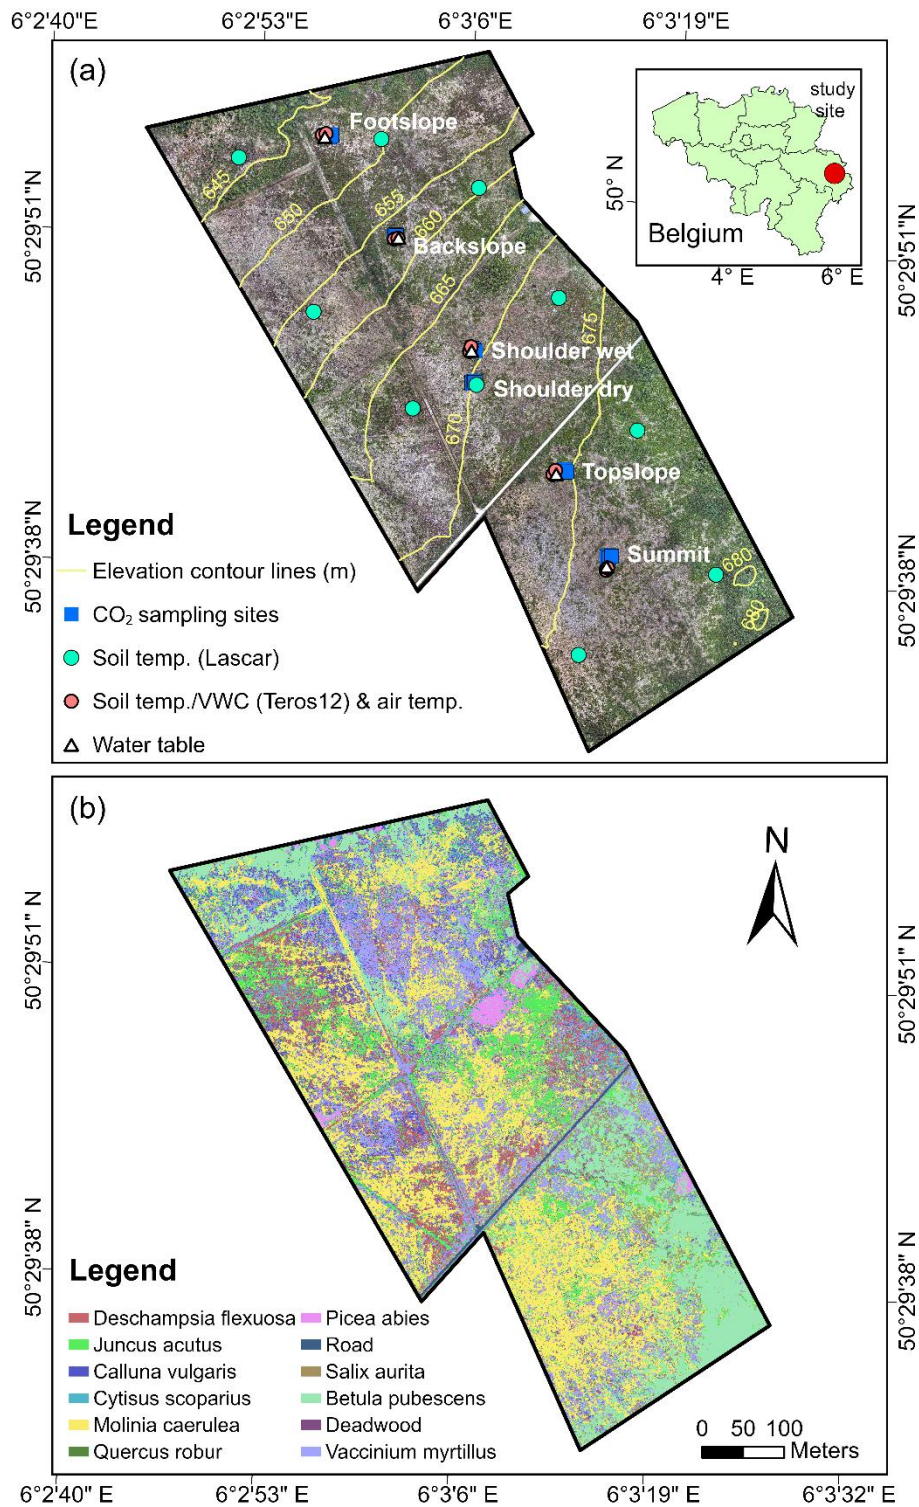 6°2'40" E
6°2'53"E
6°3'6"E
6°3'19"E
(a)
study
site
50° N
Belgium
4° E
6° E
Footslope
645
650
655
660
Backslope
665
675
Shoulder wet
Shoulder dry
670
Topslope
Summit
680
680
50°29'51"N
50°29'51"N
50°29'38"N
50°29'38"N
Legend
Elevation contour lines (m)
CO₂ sampling sites
Soil temp. (Lascar)
Soil temp./VWC (Teros12) & air temp.
Water table
(b)
N
50°29'51" N
50°29'51" N
50°29'38" N
50°29'38" N
Legend
Deschampsia flexuosa
Juncus acutus
Calluna vulgaris
Cytisus scoparius
Molinia caerulea
Quercus robur
Picea abies
Road
Salix aurita
Betula pubescens
Deadwood
Vaccinium myrtillus
0 50 100
Meters
6°2'40" E
6°2'53" E
6°3'6" E
6°3'19" E
6°3'32" E